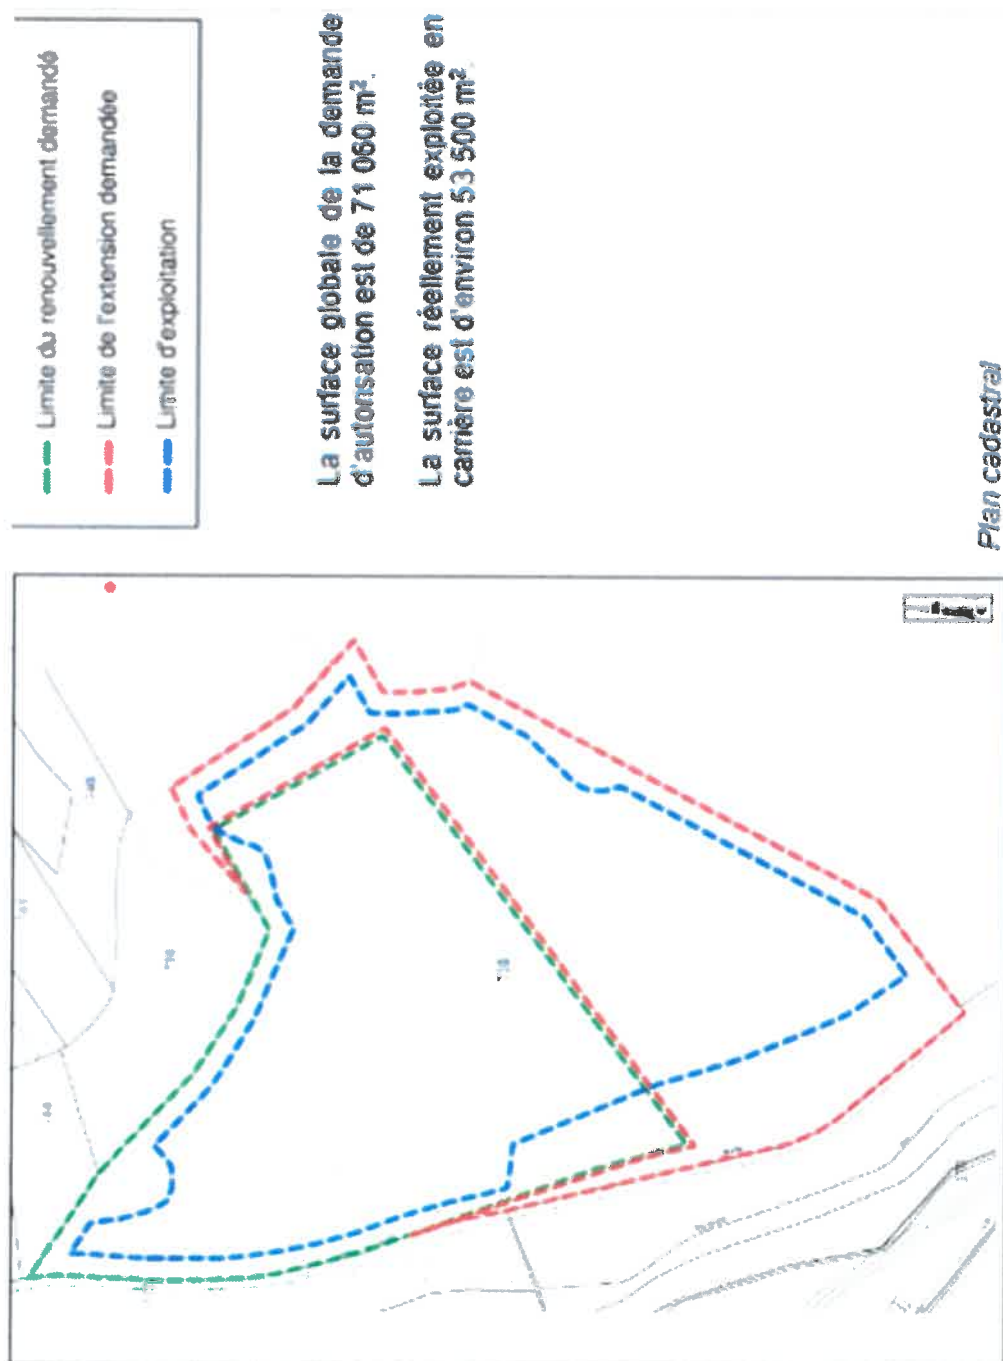 Limite du renouvellement demandé
Limite de l'extension demandée
Limite d'exploitation
La surface globale de la demande
d'autorisation est de 71 060 m².
La surface réellement exploitée en
carrière est d'environ 53 500 m².
Plan cadastral